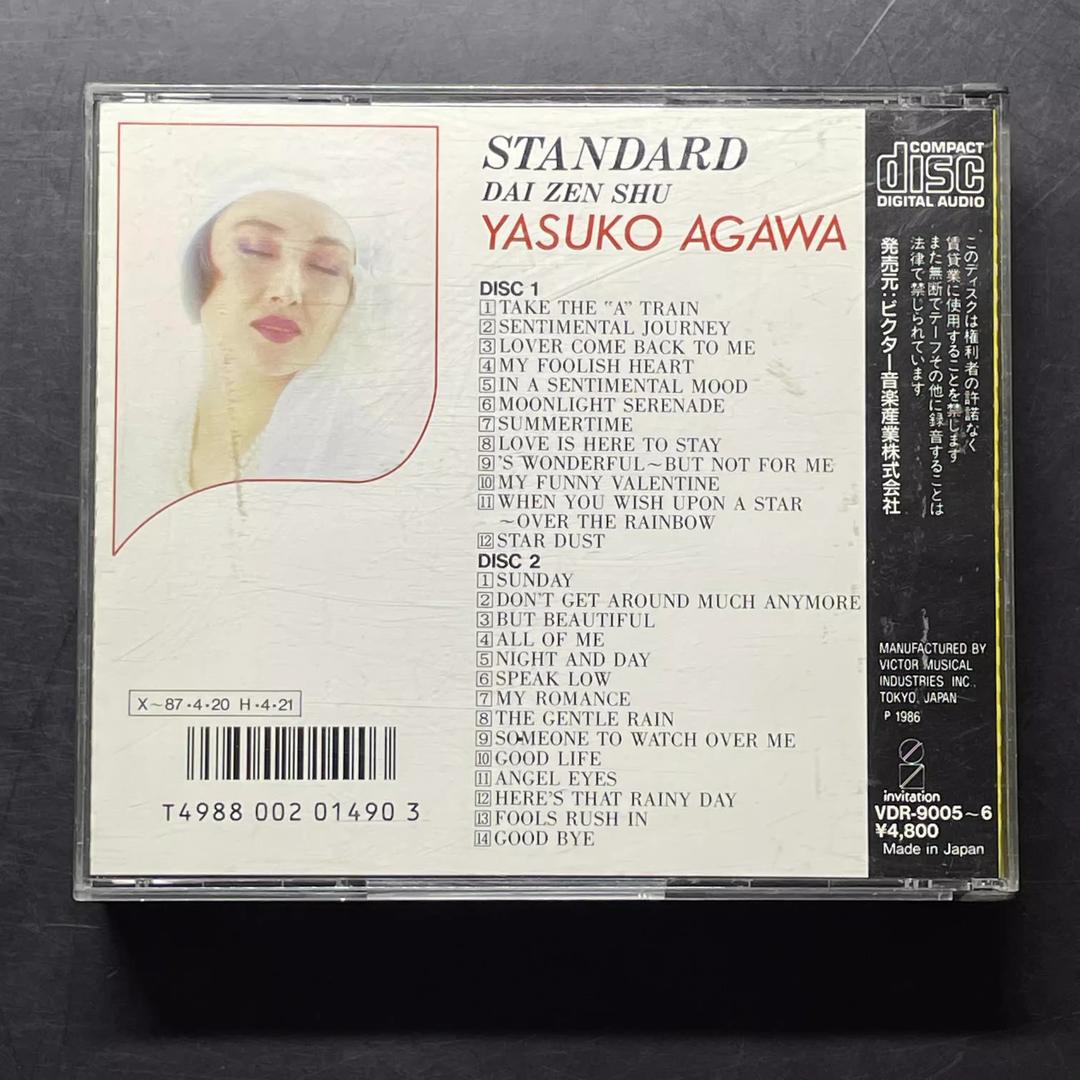 STANDARD
DAI ZEN SHU
YASUKO AGAWA
DISC 1
1 TAKE THE "A" TRAIN
2 SENTIMENTAL JOURNEY
3 LOVER COME BACK TO ME
4 MY FOOLISH HEART
5 IN A SENTIMENTAL MOOD
6 MOONLIGHT SERENADE
7 SUMMERTIME
8 LOVE IS HERE TO STAY
9 'S WONDERFUL~BUT NOT FOR ME
10 MY FUNNY VALENTINE
11 WHEN YOU WISH UPON A STAR
~OVER THE RAINBOW
12 STAR DUST
DISC 2
1 SUNDAY
2 DON'T GET AROUND MUCH ANYMORE
3 BUT BEAUTIFUL
4 ALL OF ME
5 NIGHT AND DAY
6 SPEAK LOW
7 MY ROMANCE
8 THE GENTLE RAIN
9 SOMEONE TO WATCH OVER ME
10 GOOD LIFE
11 ANGEL EYES
12 HERE'S THAT RAINY DAY
13 FOOLS RUSH IN
14 GOOD BYE
X~87・4・20 H・4・21
T4988 002 01490 3
COMPACT
disc
DIGITAL AUDIO
このディスクは権利者の許諾なく
賃貸業に使用することを禁じます
また無断でテープその他に録音することは
法律で禁じられています
発売元:ビクター音楽産業株式会社
MANUFACTURED BY
VICTOR MUSICAL
INDUSTRIES INC.,
TOKYO, JAPAN
P 1986
invitation
VDR-9005~6
¥4,800
Made in Japan